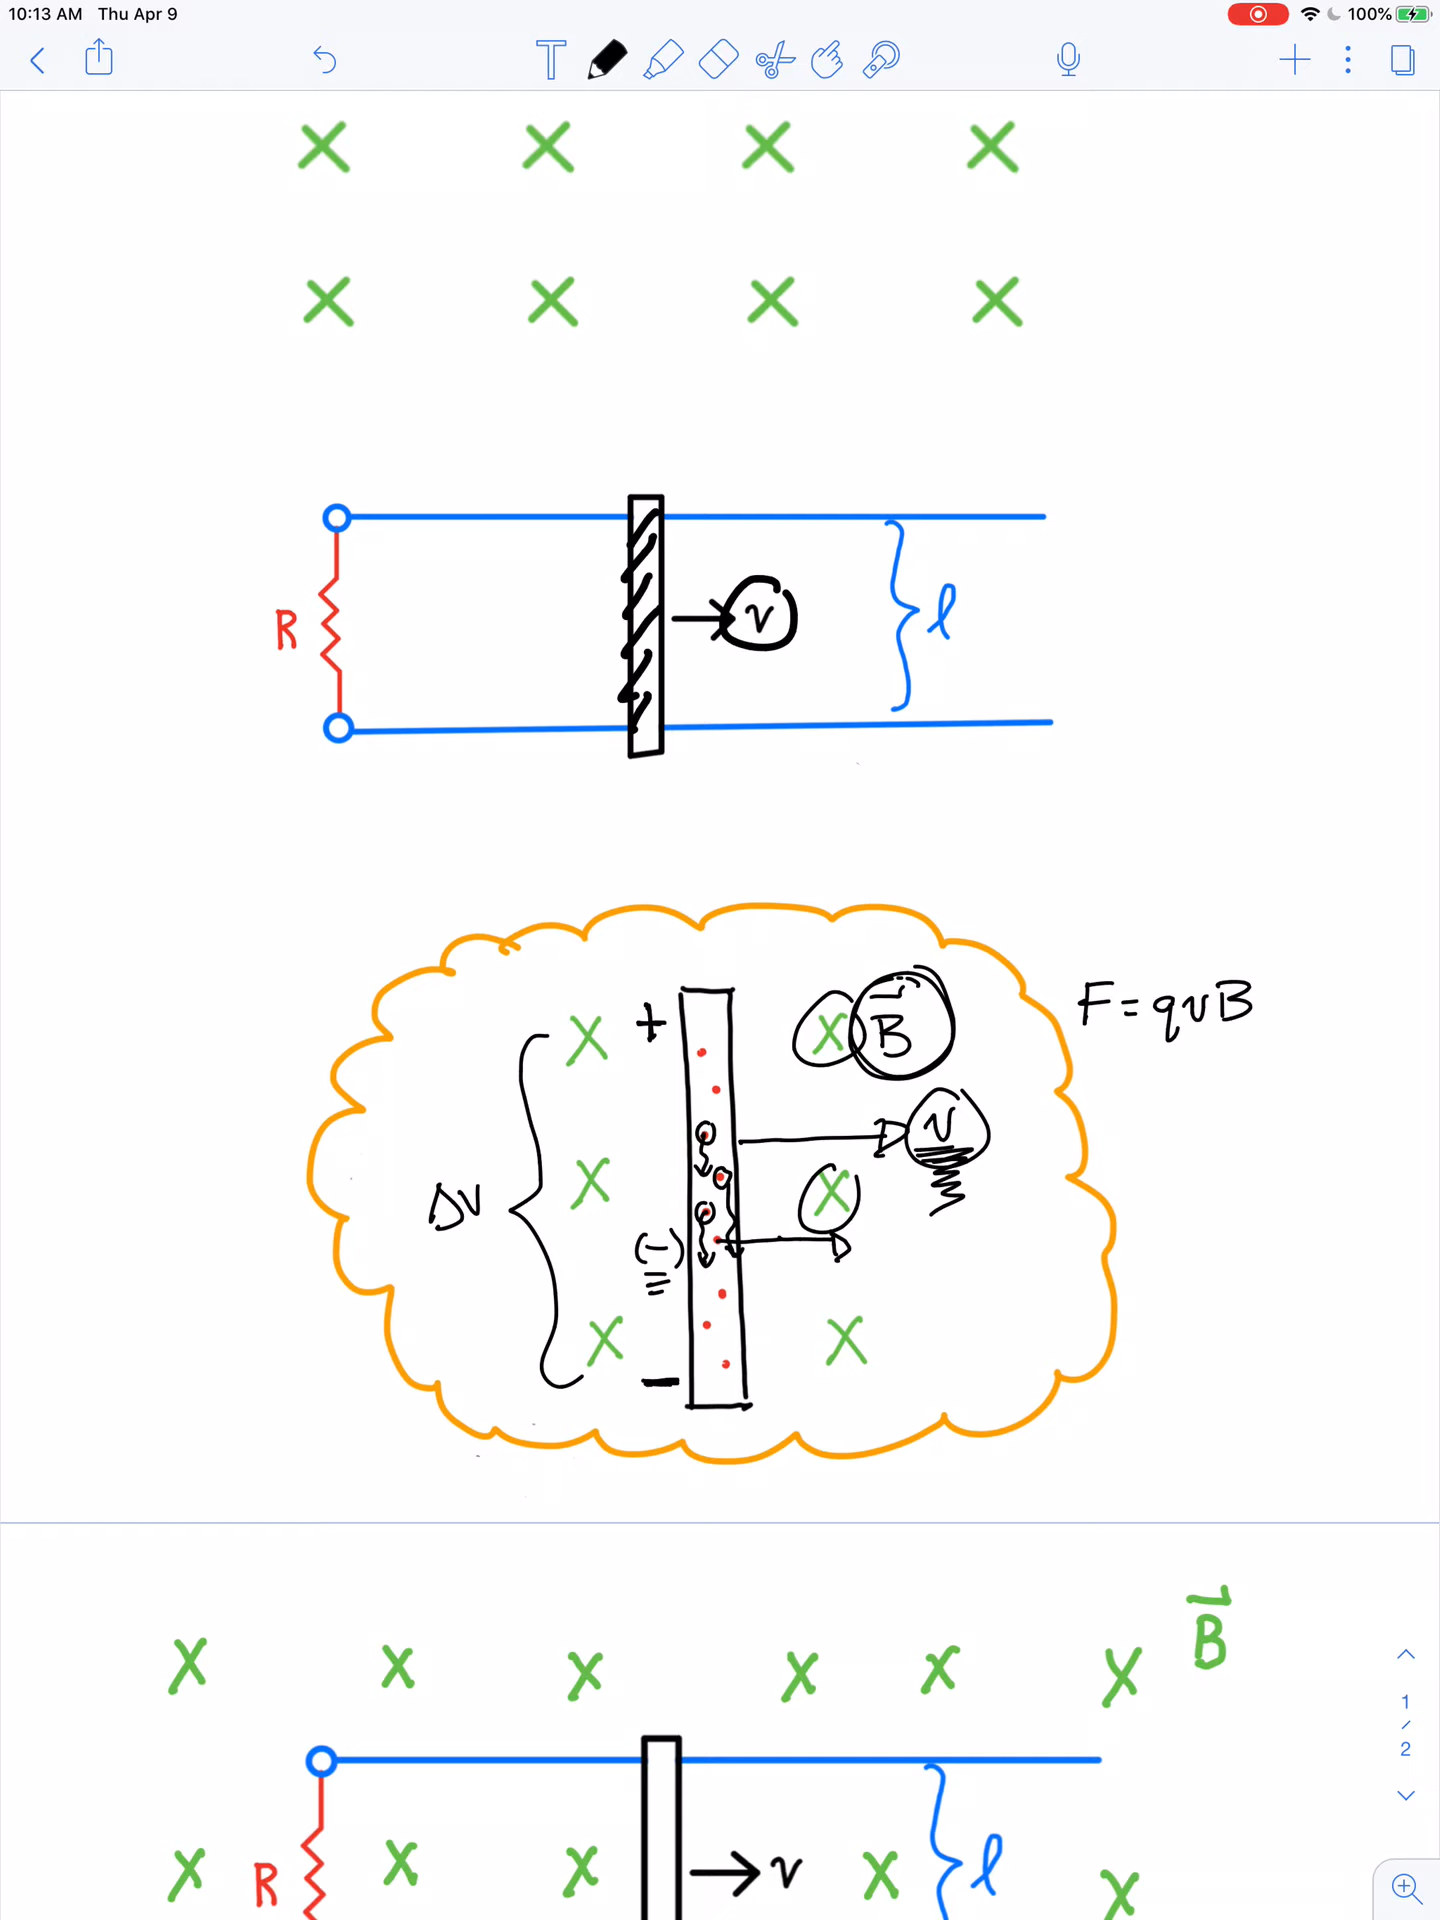 10:13 AM Thu Apr 9
100%
T
R
v
l
F = qvB
+
B
v
ΔV
(−)
−
B
1
/
2
R
v
l